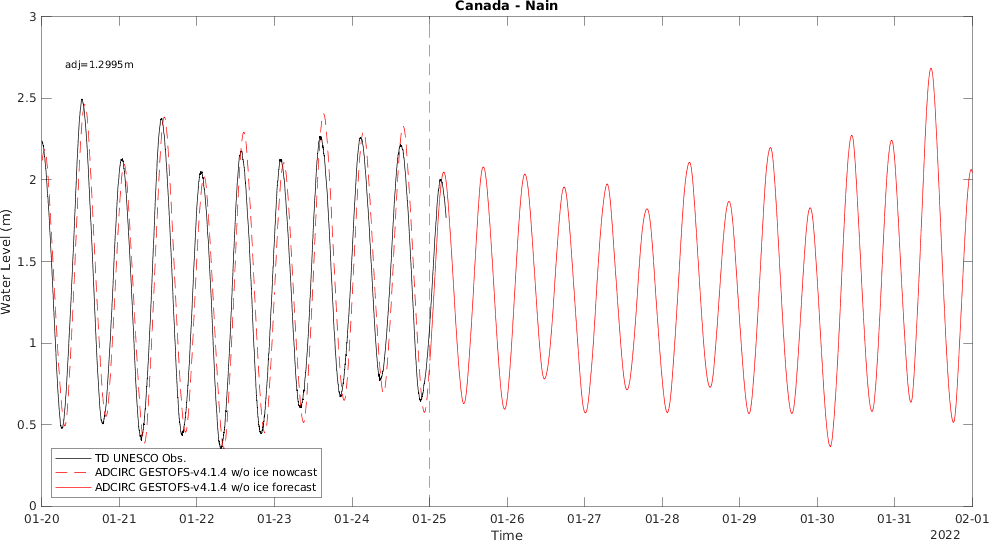 Canada - Nain
adj=1.2995m
Water Level (m)
3
2.5
2
1.5
1
0.5
0
TD UNESCO Obs.
ADCIRC GESTOFS-v4.1.4 w/o ice nowcast
ADCIRC GESTOFS-v4.1.4 w/o ice forecast
01-20 01-21 01-22 01-23 01-24 01-25 01-26 01-27 01-28 01-29 01-30 01-31 02-01
Time
2022